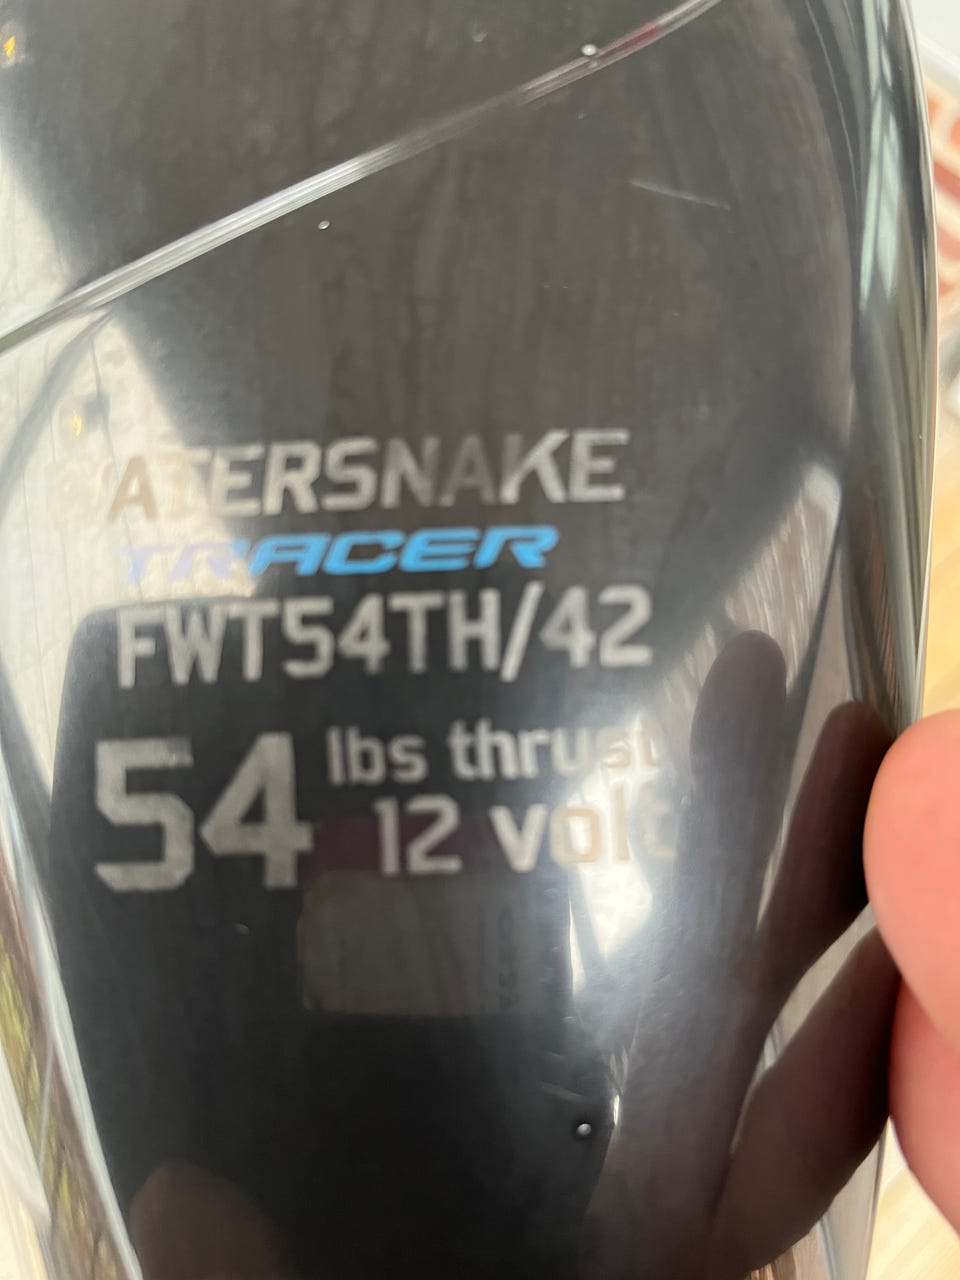 ATERSNAKE
TRACER
FWT54TH/42
54 lbs thrust
12 volt